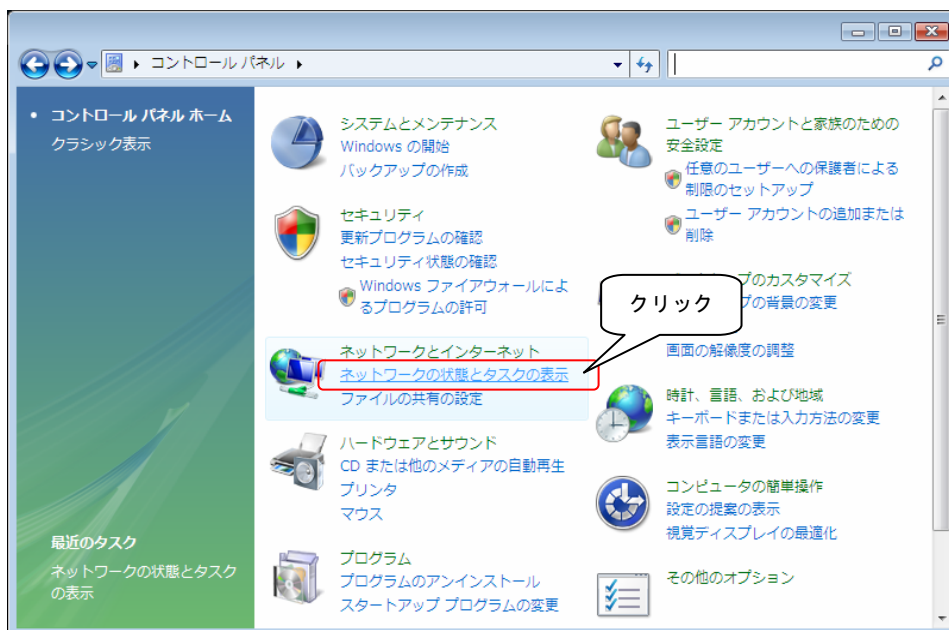 コントロール パネル
コントロール パネル ホーム
クラシック表示
システムとメンテナンス
Windows の開始
バックアップの作成
セキュリティ
更新プログラムの確認
セキュリティ状態の確認
Windows ファイアウォールによ
るプログラムの許可
ネットワークとインターネット
ネットワークの状態とタスクの表示
ファイルの共有の設定
ハードウェアとサウンド
CD または他のメディアの自動再生
プリンタ
マウス
プログラム
プログラムのアンインストール
スタートアップ プログラムの変更
ユーザー アカウントと家族のための
安全設定
任意のユーザーへの保護者による
制限のセットアップ
ユーザー アカウントの追加または
削除
クリック
プのカスタマイズ
プの背景の変更
画面の解像度の調整
時計、言語、および地域
キーボードまたは入力方法の変更
表示言語の変更
コンピュータの簡単操作
設定の提案の表示
視覚ディスプレイの最適化
その他のオプション
最近のタスク
ネットワークの状態とタスク
の表示